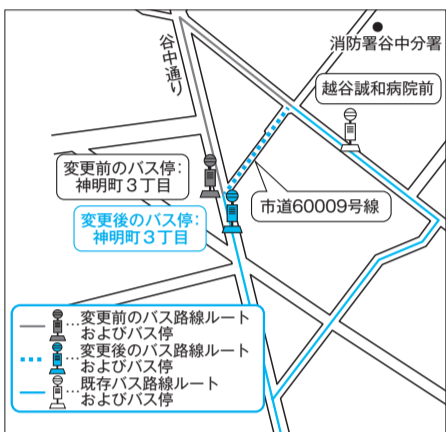 消防署谷中分署
谷中通り
越谷誠和病院前
変更前のバス停：
神明町３丁目
市道60009号線
変更後のバス停：
神明町３丁目
…変更前のバス路線ルート
およびバス停
…変更後のバス路線ルート
およびバス停
…既存バス路線ルート
およびバス停